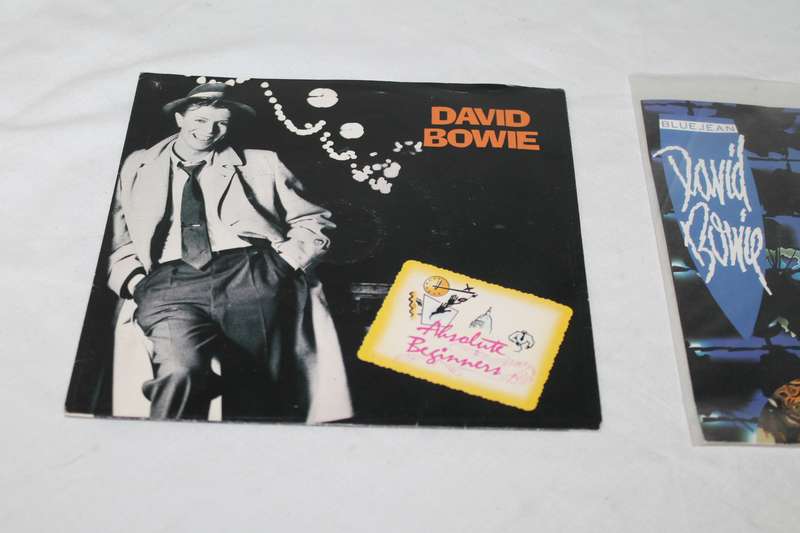 DAVID
BOWIE
Absolute
Beginners
BLUE JEAN
David
Bowie